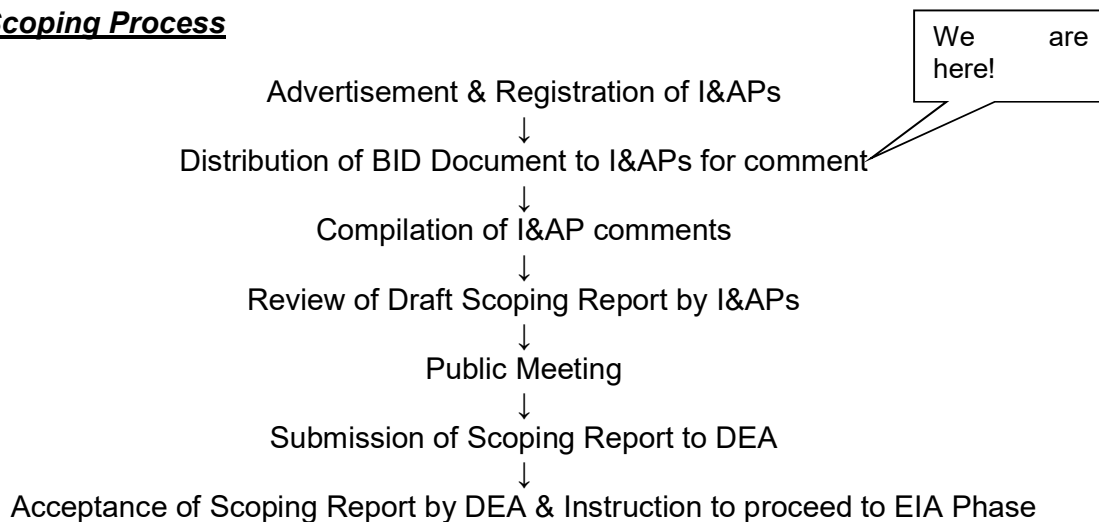 Scoping Process
We are
here!
Advertisement & Registration of I&APs
↓
Distribution of BID Document to I&APs for comment
↓
Compilation of I&AP comments
↓
Review of Draft Scoping Report by I&APs
↓
Public Meeting
↓
Submission of Scoping Report to DEA
↓
Acceptance of Scoping Report by DEA & Instruction to proceed to EIA Phase